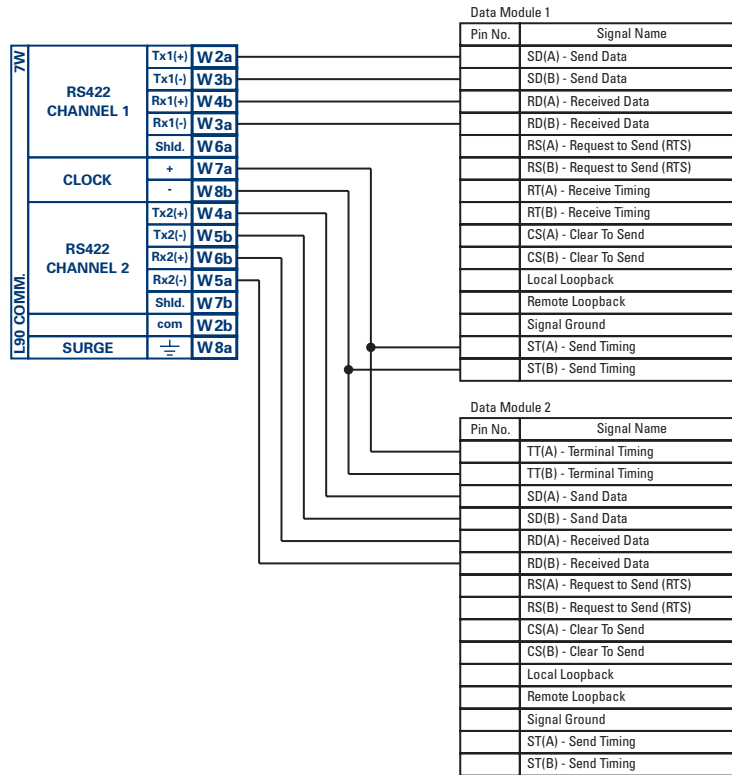 7W
L90 COMM.
RS422 CHANNEL 1
Tx1(+) W2a
Tx1(-) W3b
Rx1(+) W4b
Rx1(-) W3a
Shld. W6a
CLOCK
+ W7a
- W8b
RS422 CHANNEL 2
Tx2(+) W4a
Tx2(-) W5b
Rx2(+) W6b
Rx2(-) W5a
Shld. W7b
com W2b
SURGE W8a
Data Module 1
Pin No. Signal Name
SD(A) - Send Data
SD(B) - Send Data
RD(A) - Received Data
RD(B) - Received Data
RS(A) - Request to Send (RTS)
RS(B) - Request to Send (RTS)
RT(A) - Receive Timing
RT(B) - Receive Timing
CS(A) - Clear To Send
CS(B) - Clear To Send
Local Loopback
Remote Loopback
Signal Ground
ST(A) - Send Timing
ST(B) - Send Timing
Data Module 2
Pin No. Signal Name
TT(A) - Terminal Timing
TT(B) - Terminal Timing
SD(A) - Sand Data
SD(B) - Sand Data
RD(A) - Received Data
RD(B) - Received Data
RS(A) - Request to Send (RTS)
RS(B) - Request to Send (RTS)
CS(A) - Clear To Send
CS(B) - Clear To Send
Local Loopback
Remote Loopback
Signal Ground
ST(A) - Send Timing
ST(B) - Send Timing